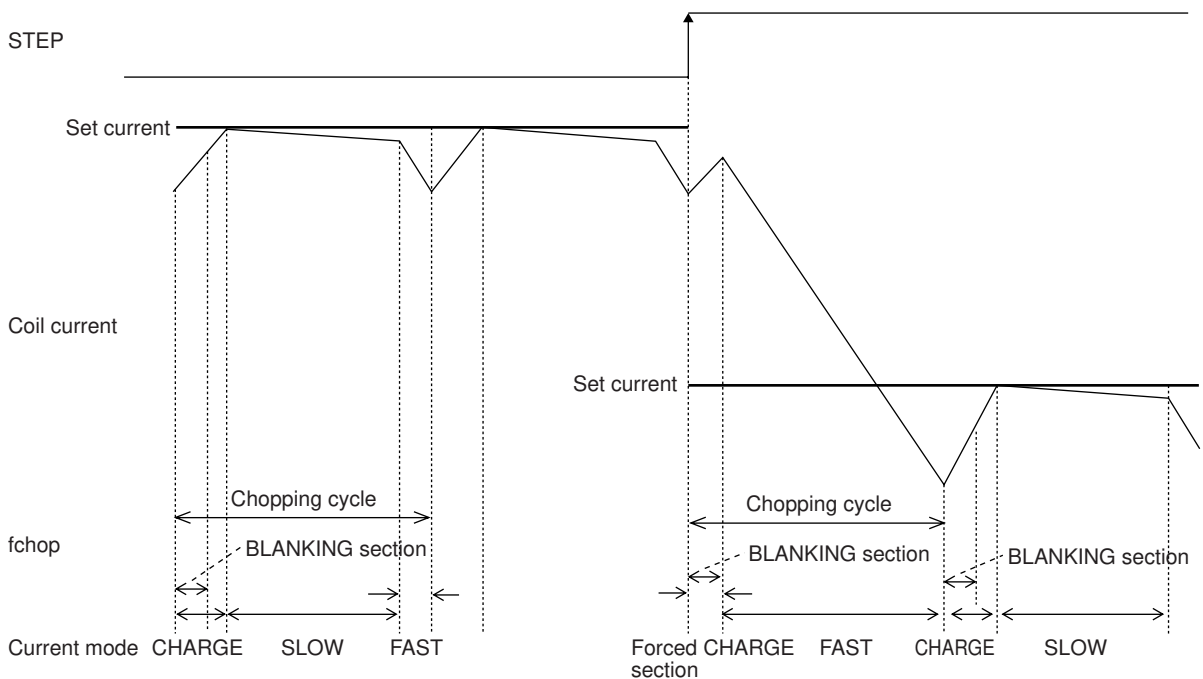 STEP
Set current
Coil current
Set current
Chopping cycle
Chopping cycle
fchop
BLANKING section
BLANKING section
BLANKING section
Current mode CHARGE SLOW FAST Forced CHARGE FAST CHARGE SLOW
section